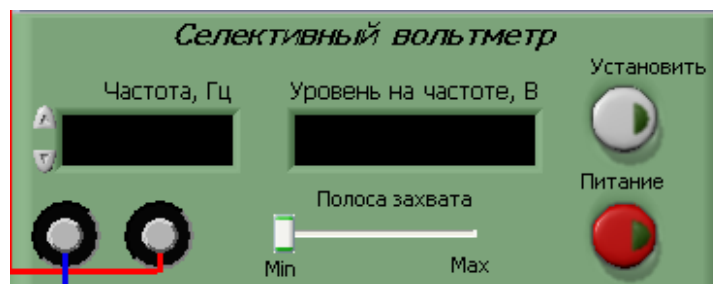 Селективный вольтметр
Установить
Частота, Гц
Уровень на частоте, В
Питание
Полоса захвата
Min
Max